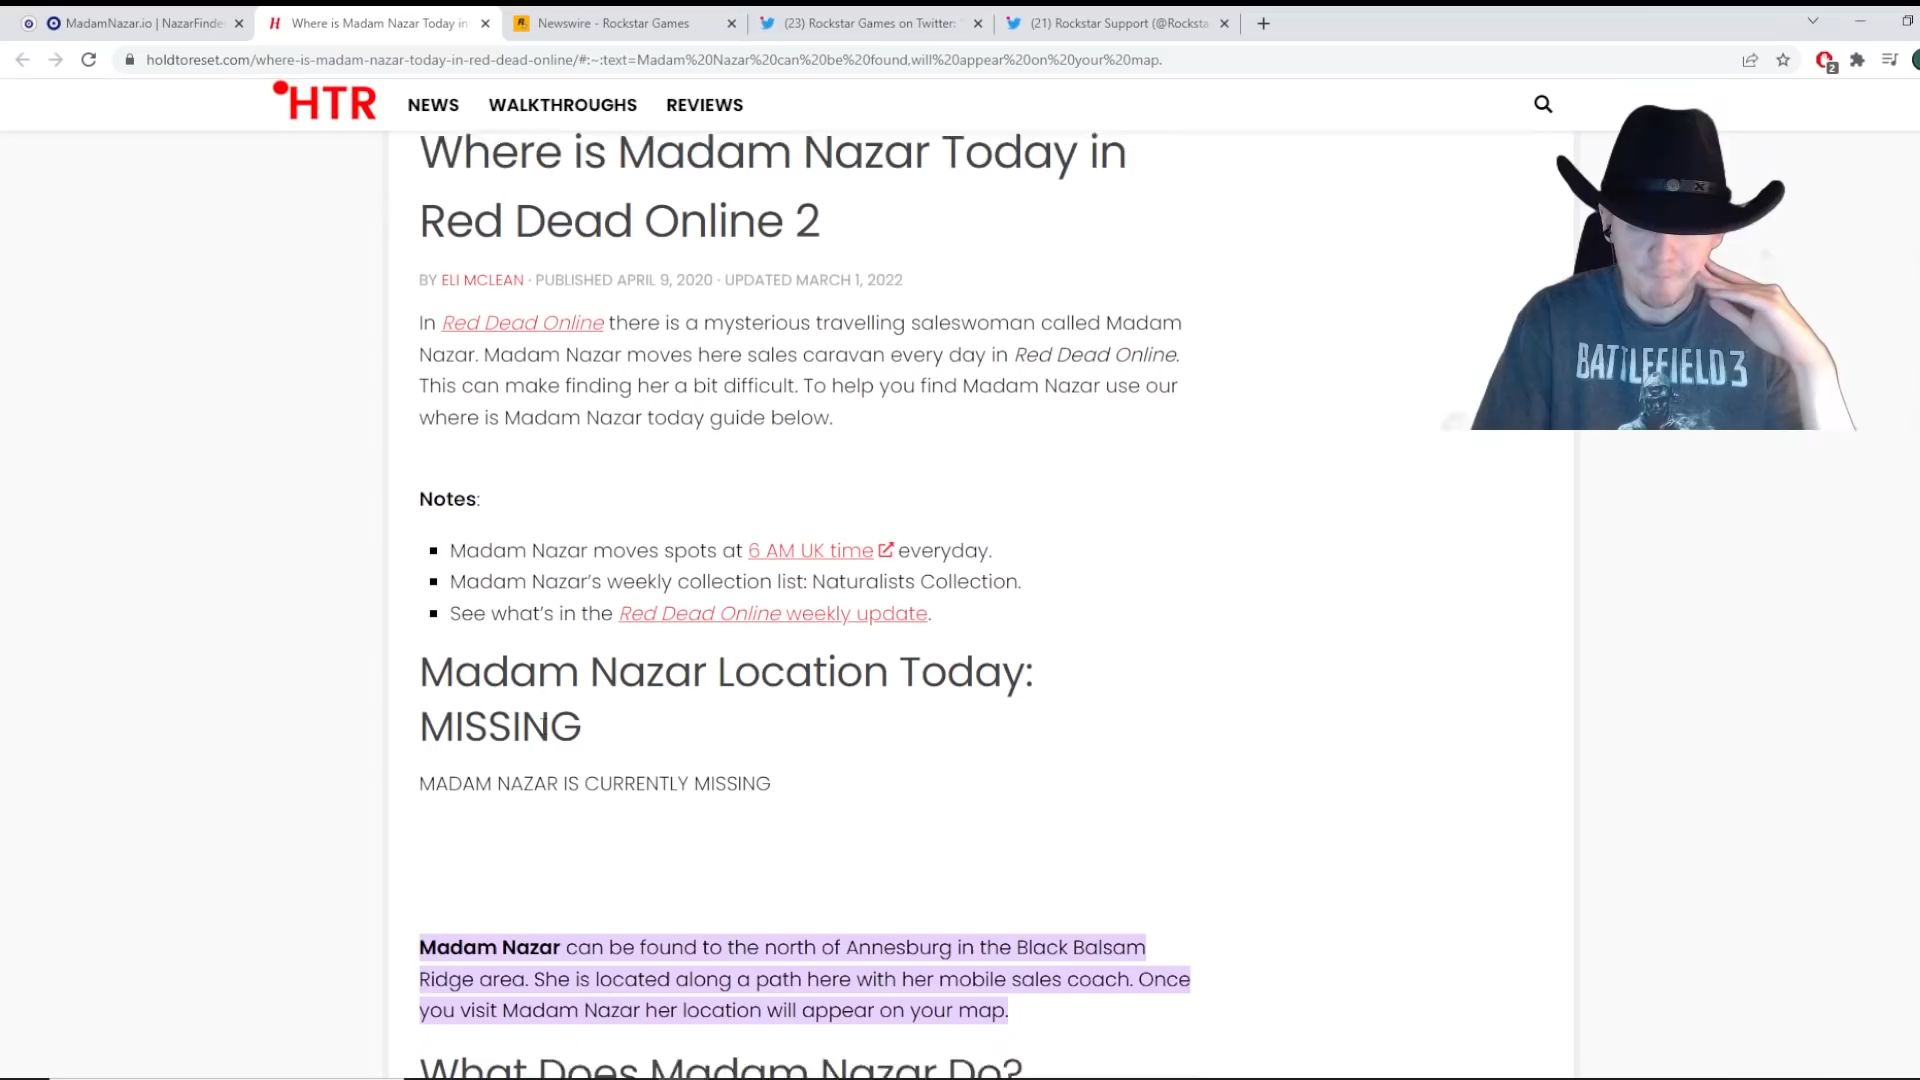 MadamNazar.io | NazarFinde
Where is Madam Nazar Today in
Newswire - Rockstar Games
(23) Rockstar Games on Twitter:
(21) Rockstar Support (@Rocksta
holdtoreset.com/where-is-madam-nazar-today-in-red-dead-online/#:~:text=Madam%20Nazar%20can%20be%20found,will%20appear%20on%20your%20map.
2
HTR NEWS WALKTHROUGHS REVIEWS
Where is Madam Nazar Today in
Red Dead Online 2
BY ELI MCLEAN · PUBLISHED APRIL 9, 2020 · UPDATED MARCH 1, 2022
In Red Dead Online there is a mysterious travelling saleswoman called Madam
Nazar. Madam Nazar moves here sales caravan every day in Red Dead Online.
This can make finding her a bit difficult. To help you find Madam Nazar use our
where is Madam Nazar today guide below.
BATTLEFIELD 3
Notes:
Madam Nazar moves spots at 6 AM UK time everyday.
Madam Nazar's weekly collection list: Naturalists Collection.
See what's in the Red Dead Online weekly update.
Madam Nazar Location Today:
MISSING
MADAM NAZAR IS CURRENTLY MISSING
Madam Nazar can be found to the north of Annesburg in the Black Balsam
Ridge area. She is located along a path here with her mobile sales coach. Once
you visit Madam Nazar her location will appear on your map.
What Does Madam Nazar Do?